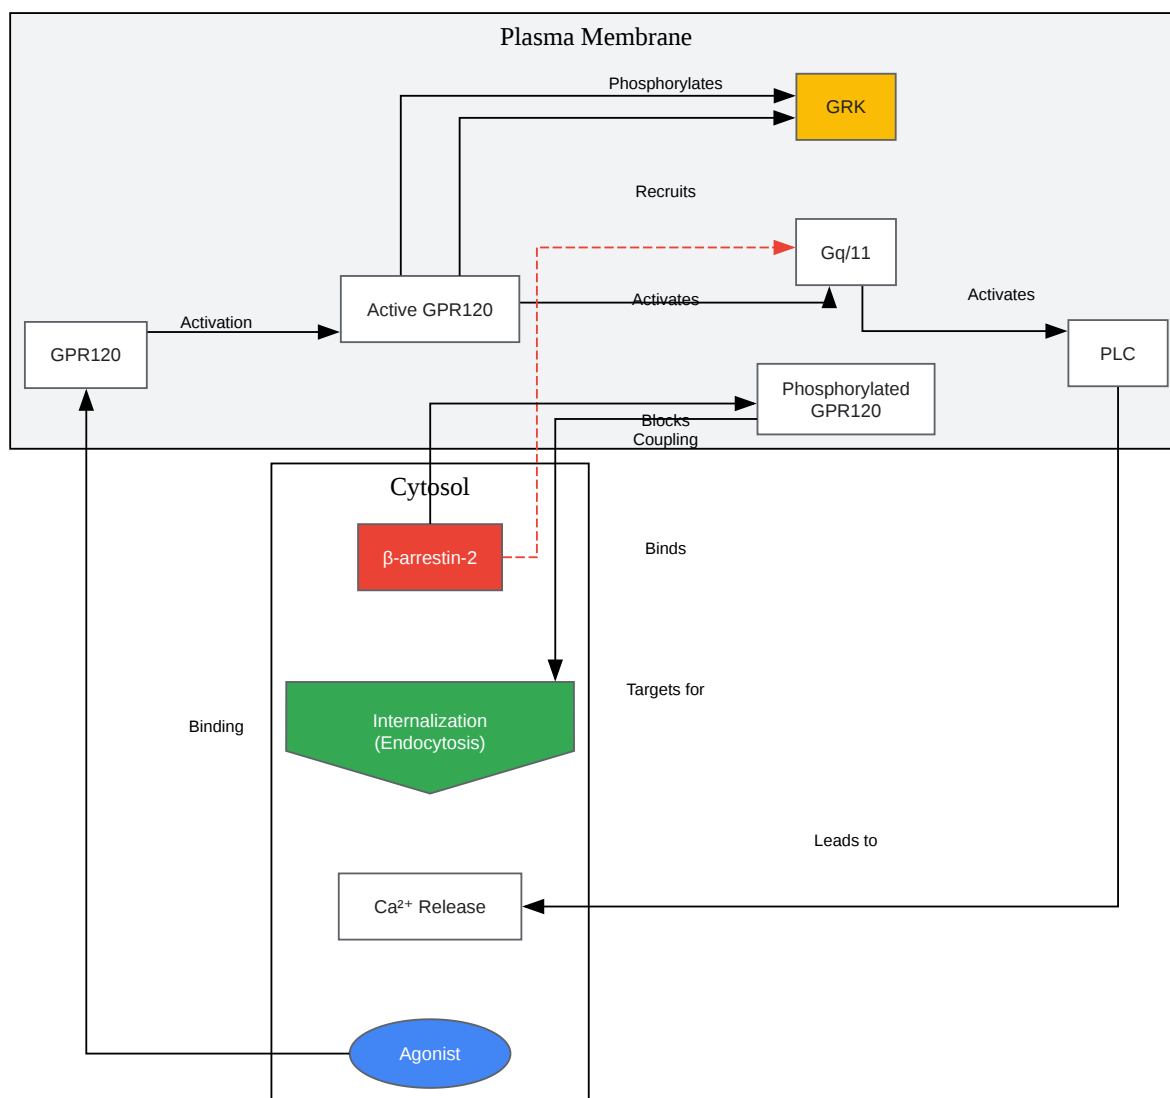 Plasma Membrane
Phosphorylates
GRK
Recruits
Gq/11
Activates
Activates
Active GPR120
Activation
GPR120
PLC
Phosphorylated
GPR120
Blocks
Coupling
Cytosol
β-arrestin-2
Binds
Targets for
Internalization
(Endocytosis)
Binding
Leads to
Ca²⁺ Release
Agonist